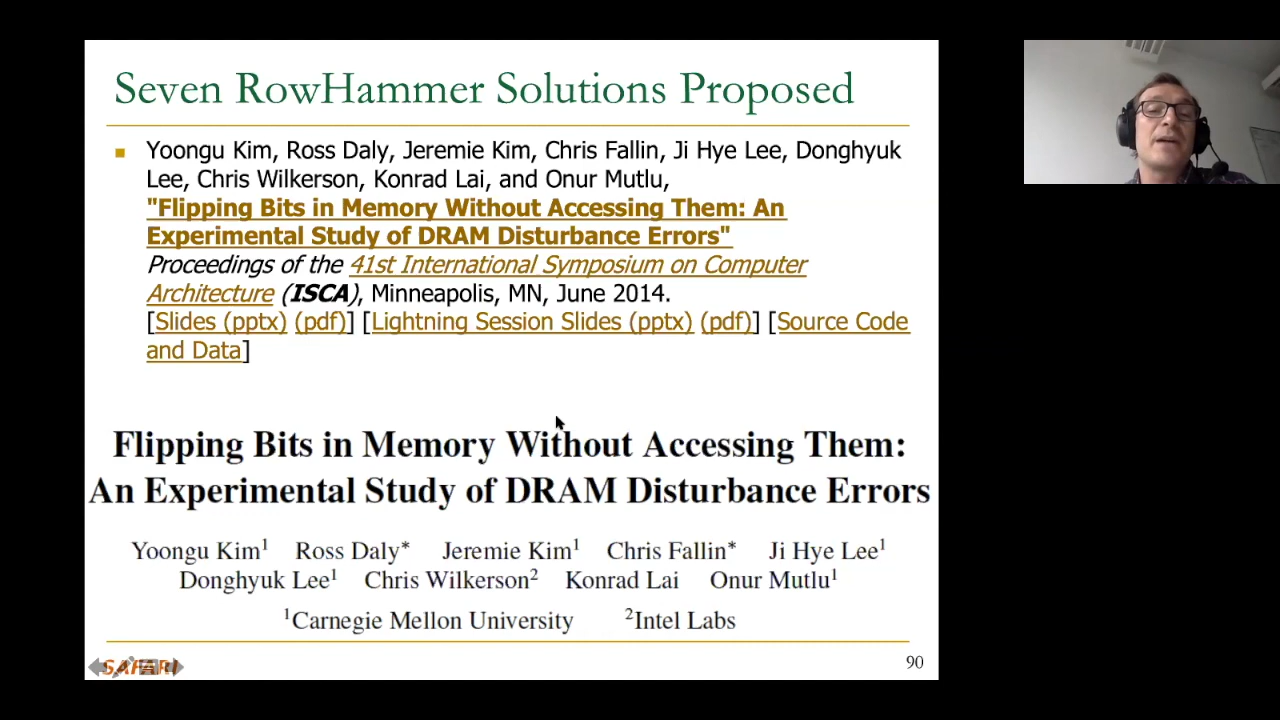 Seven RowHammer Solutions Proposed
Yoongu Kim, Ross Daly, Jeremie Kim, Chris Fallin, Ji Hye Lee, Donghyuk
Lee, Chris Wilkerson, Konrad Lai, and Onur Mutlu,
"Flipping Bits in Memory Without Accessing Them: An
Experimental Study of DRAM Disturbance Errors"
Proceedings of the 41st International Symposium on Computer
Architecture (ISCA), Minneapolis, MN, June 2014.
[Slides (pptx) (pdf)] [Lightning Session Slides (pptx) (pdf)] [Source Code
and Data]
Flipping Bits in Memory Without Accessing Them:
An Experimental Study of DRAM Disturbance Errors
Yoongu Kim¹ Ross Daly* Jeremie Kim¹ Chris Fallin* Ji Hye Lee¹
Donghyuk Lee¹ Chris Wilkerson² Konrad Lai Onur Mutlu¹
¹Carnegie Mellon University ²Intel Labs
SAFARI
90